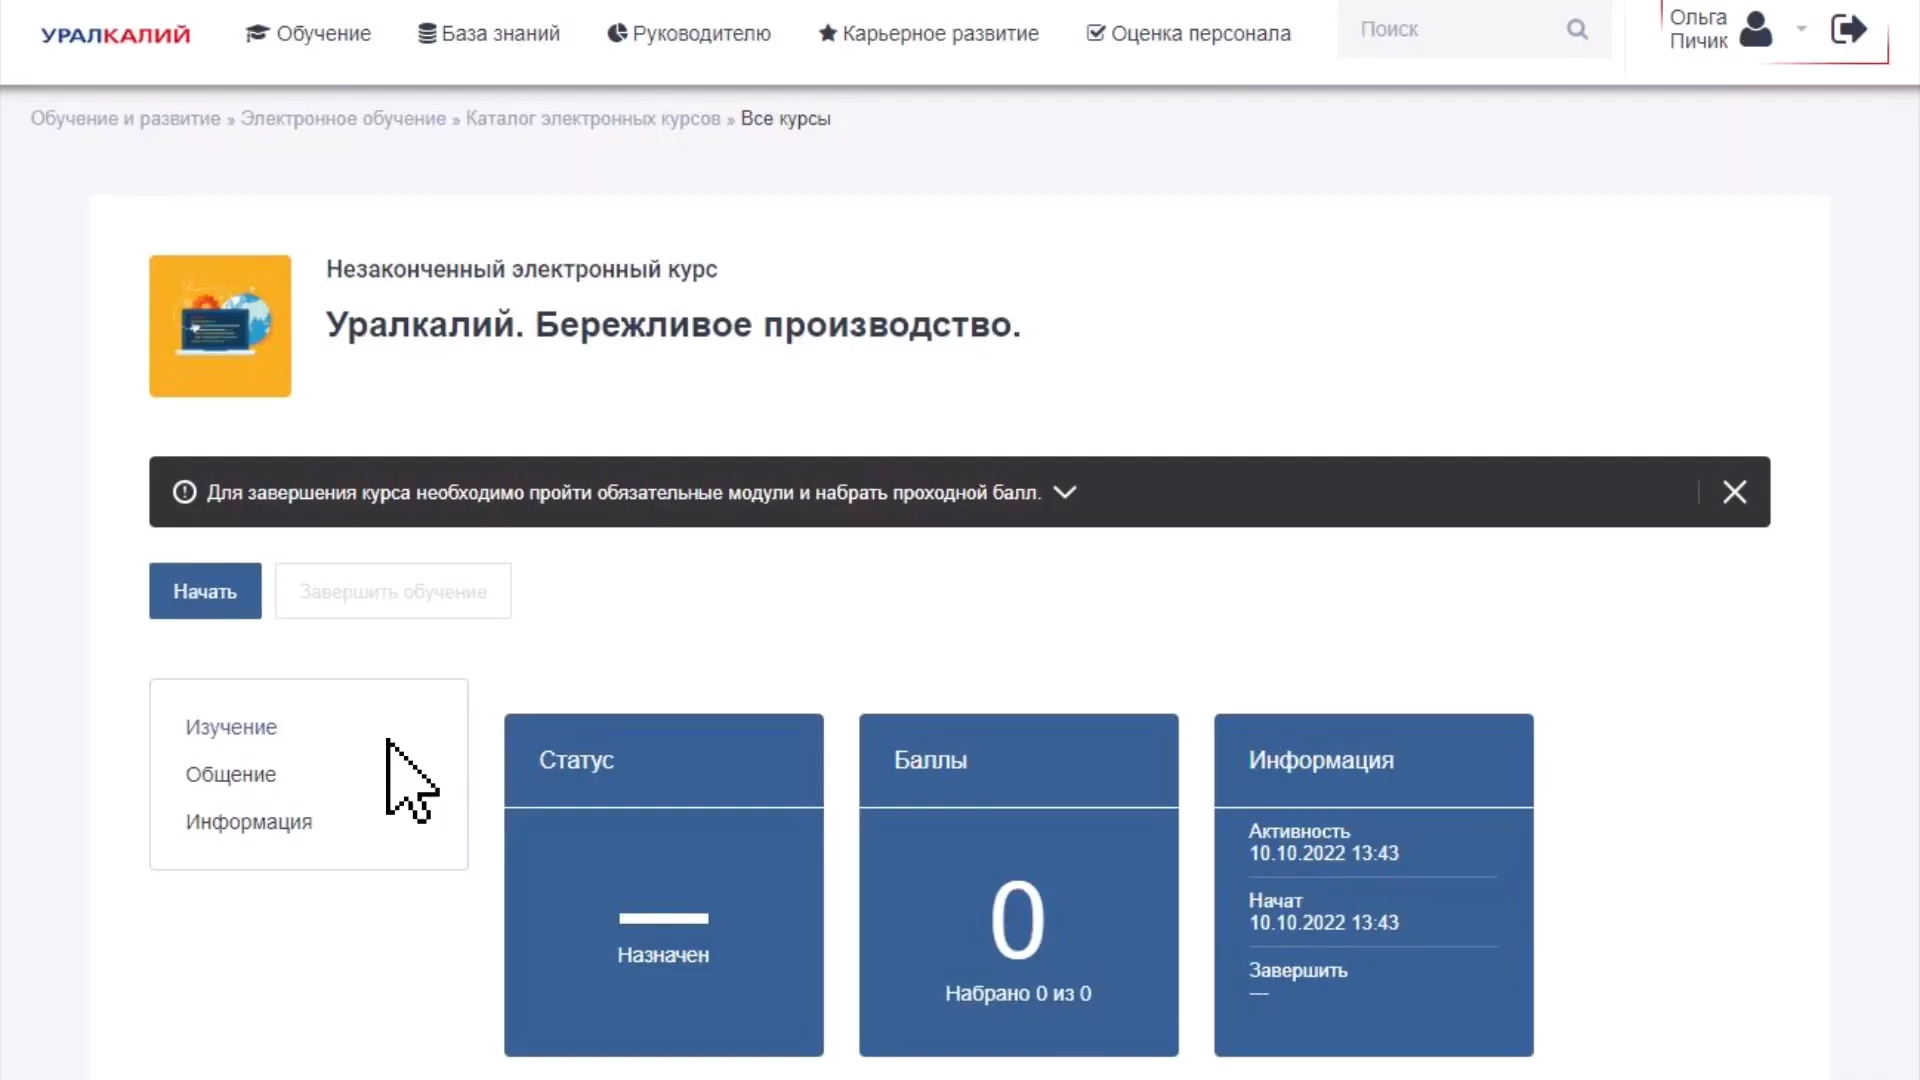 УРАЛКАЛИЙ
Обучение
База знаний
Руководителю
Карьерное развитие
Оценка персонала
Поиск
Ольга
Пичик
Обучение и развитие » Электронное обучение » Каталог электронных курсов » Все курсы
Незаконченный электронный курс
Уралкалий. Бережливое производство.
Для завершения курса необходимо пройти обязательные модули и набрать проходной балл.
Начать
Завершить обучение
Изучение
Общение
Информация
Статус
Назначен
Баллы
0
Набрано 0 из 0
Информация
Активность
10.10.2022 13:43
Начат
10.10.2022 13:43
Завершить
—